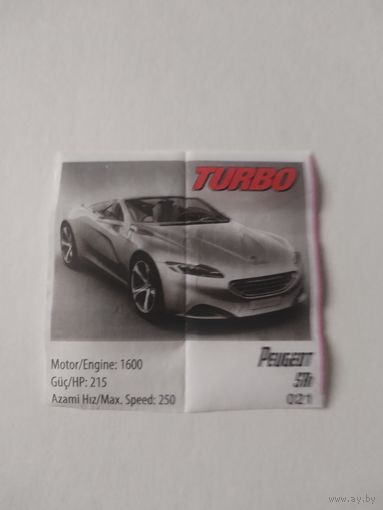 TURBO
Motor/Engine: 1600
Güç/HP: 215
Azami Hız/Max. Speed: 250
PEUGEOT
SR1
021
www.ay.by